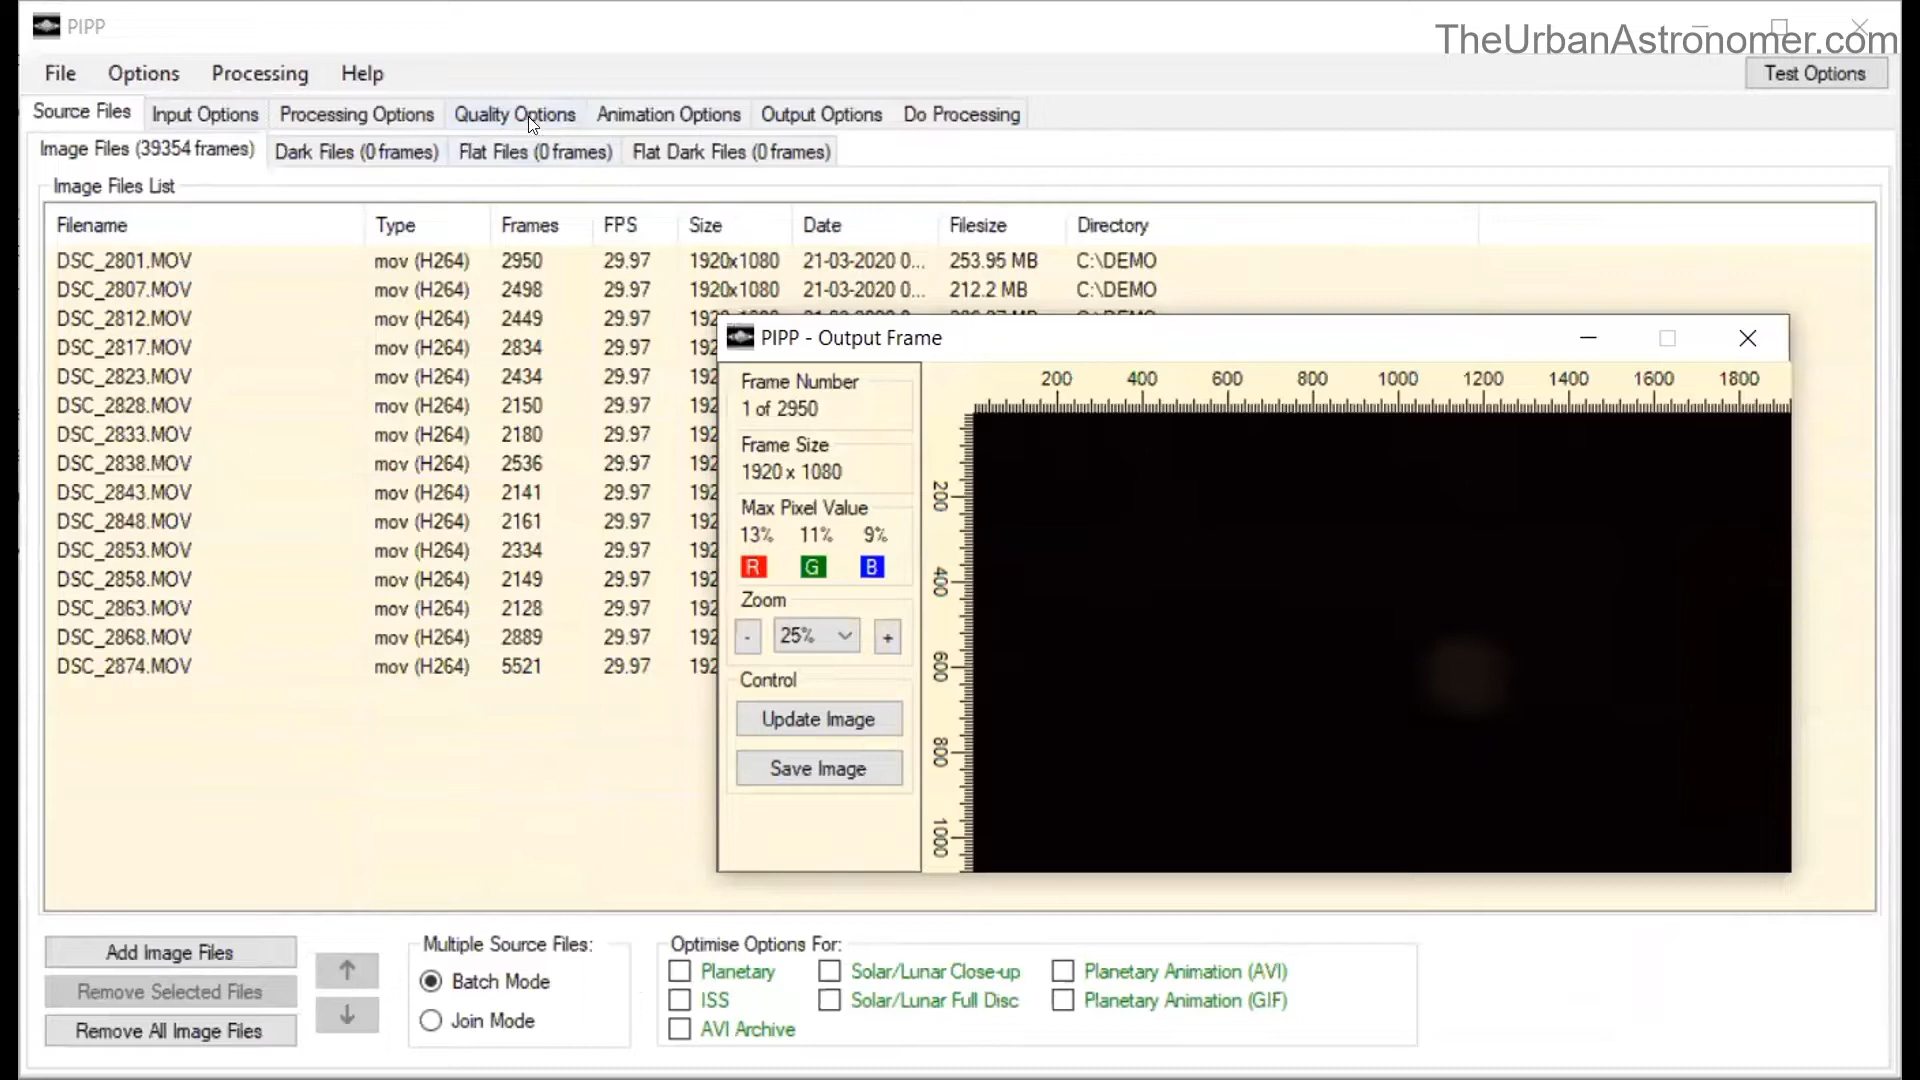 PIPP
TheUrbanAstronomer.com
File Options Processing Help
Test Options
Source Files Input Options Processing Options Quality Options Animation Options Output Options Do Processing
Image Files (39354 frames) Dark Files (0 frames) Flat Files (0 frames) Flat Dark Files (0 frames)
Image Files List
Filename Type Frames FPS Size Date Filesize Directory
DSC_2801.MOV mov (H264) 2950 29.97 1920x1080 21-03-2020 0... 253.95 MB C:\DEMO
DSC_2807.MOV mov (H264) 2498 29.97 1920x1080 21-03-2020 0... 212.2 MB C:\DEMO
DSC_2812.MOV mov (H264) 2449 29.97
DSC_2817.MOV mov (H264) 2834 29.97 192
DSC_2823.MOV mov (H264) 2434 29.97 192
DSC_2828.MOV mov (H264) 2150 29.97 192
DSC_2833.MOV mov (H264) 2180 29.97 192
DSC_2838.MOV mov (H264) 2536 29.97 192
DSC_2843.MOV mov (H264) 2141 29.97 192
DSC_2848.MOV mov (H264) 2161 29.97 192
DSC_2853.MOV mov (H264) 2334 29.97 192
DSC_2858.MOV mov (H264) 2149 29.97 192
DSC_2863.MOV mov (H264) 2128 29.97 192
DSC_2868.MOV mov (H264) 2889 29.97 192
DSC_2874.MOV mov (H264) 5521 29.97 192
PIPP - Output Frame
Frame Number
1 of 2950
Frame Size
1920 x 1080
Max Pixel Value
13% 11% 9%
R G B
Zoom
- 25% +
Control
Update Image
Save Image
200 400 600 800 1000 1200 1400 1600 1800
200
400
600
800
1000
Add Image Files
Remove Selected Files
Remove All Image Files
Multiple Source Files:
Batch Mode
Join Mode
Optimise Options For:
Planetary Solar/Lunar Close-up Planetary Animation (AVI)
ISS Solar/Lunar Full Disc Planetary Animation (GIF)
AVI Archive